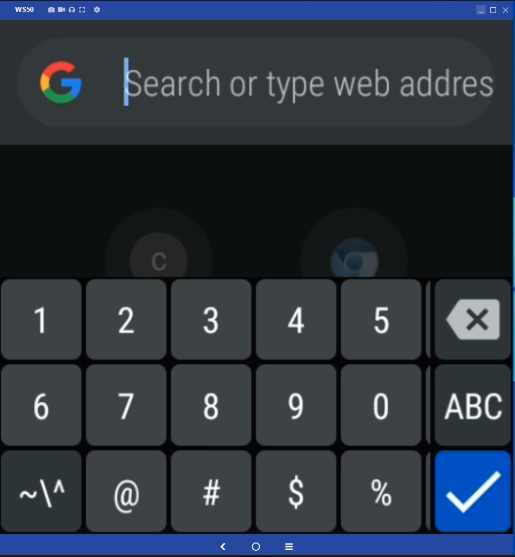 WS50
Search or type web addres
C
1 2 3 4 5
6 7 8 9 0 ABC
~\^ @ # $ %